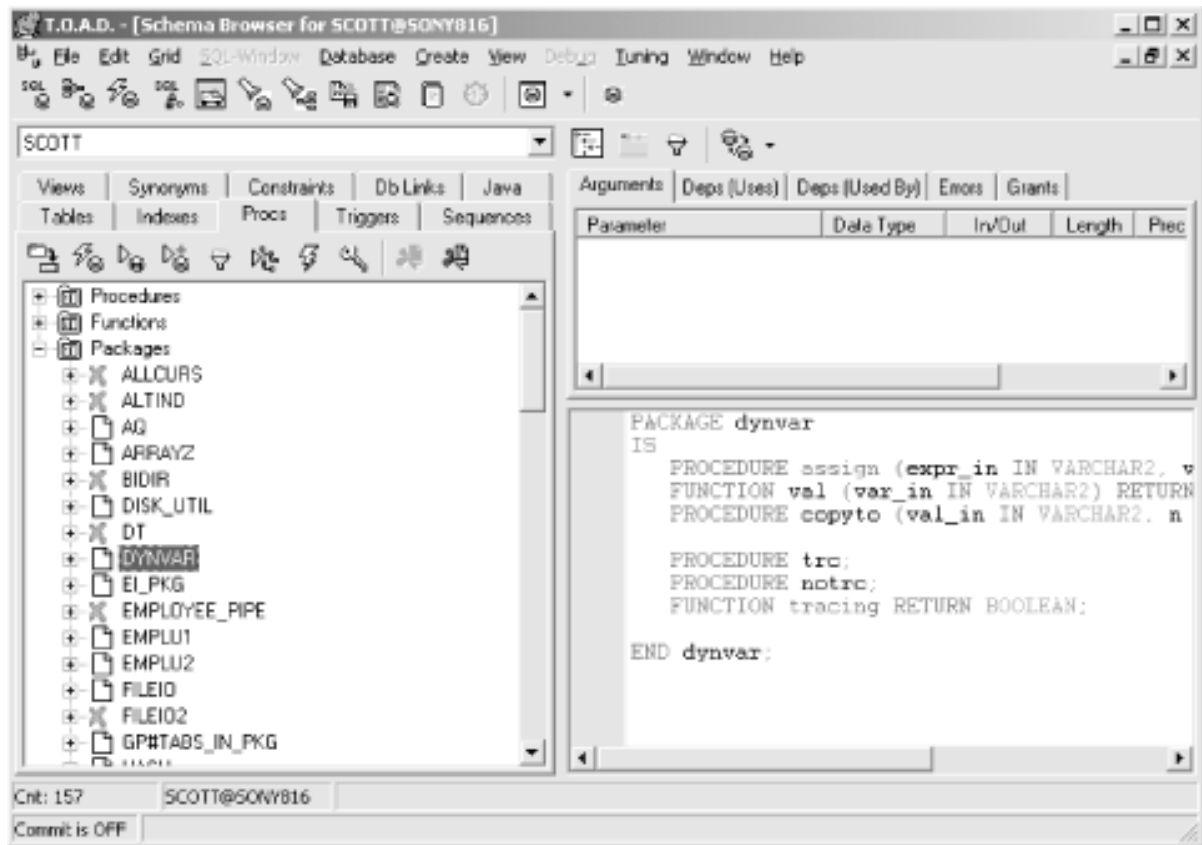 T.O.A.D. - [Schema Browser for SCOTT@SONY816]
File Edit Grid SQL-Window Database Create View Debug Tuning Window Help
SCOTT
Views Synonyms Constraints Db Links Java
Tables Indexes Procs Triggers Sequences
Procedures
Functions
Packages
ALLCURS
ALTIND
AQ
ARRAYZ
BIDIR
DISK_UTIL
DT
DYNVAR
EI_PKG
EMPLOYEE_PIPE
EMPLU1
EMPLU2
FILEIO
FILEIO2
GP#TABS_IN_PKG
Arguments Deps (Uses) Deps (Used By) Errors Grants
Parameter Data Type In/Out Length Prec
PACKAGE dynvar
IS
PROCEDURE assign (expr_in IN VARCHAR2, v
FUNCTION val (var_in IN VARCHAR2) RETURN
PROCEDURE copyto (val_in IN VARCHAR2, n
PROCEDURE trc;
PROCEDURE notrc;
FUNCTION tracing RETURN BOOLEAN;
END dynvar;
Cnt: 157 SCOTT@SONY816
Commit is OFF